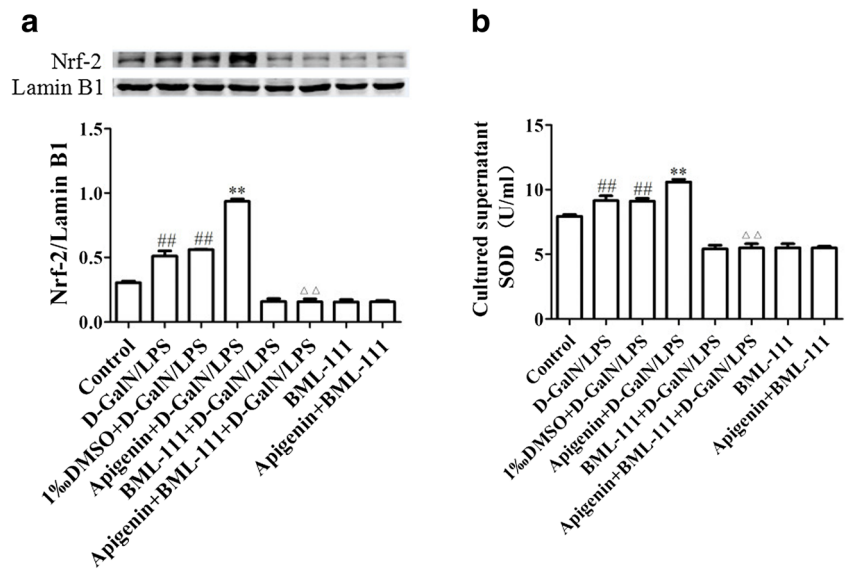 a
Nrf-2
Lamin B1
Nrf-2/Lamin B1
1.5
1.0
0.5
0.0
##
##
**
△△
Control
D-GalN/LPS
1‰DMSO+D-GalN/LPS
Apigenin+D-GalN/LPS
BML-111+D-GalN/LPS
Apigenin+BML-111+D-GalN/LPS
BML-111
Apigenin+BML-111
b
Cultured supernatant
SOD （U/ml）
15
10
5
0
##
##
**
△△
Control
D-GalN/LPS
1‰DMSO+D-GalN/LPS
Apigenin+D-GalN/LPS
BML-111+D-GalN/LPS
Apigenin+BML-111+D-GalN/LPS
BML-111
Apigenin+BML-111